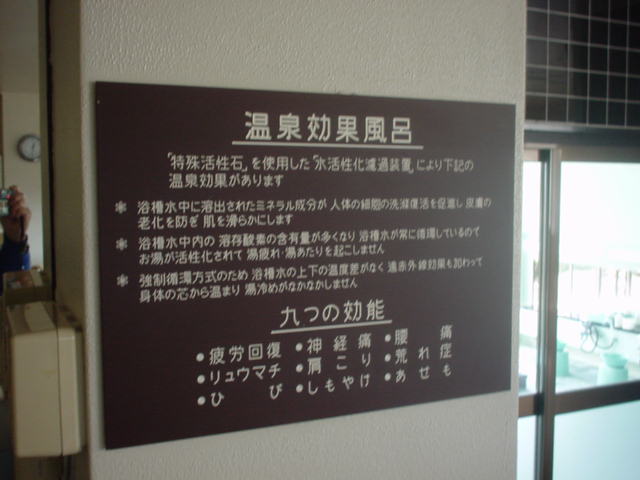 温泉効果風呂
「特殊活性石」を使用した「水活性化濾過装置」により下記の
温泉効果があります
＊ 浴槽水中に溶出されたミネラル成分が 人体の細胞の洗滌復活を促進し 皮膚の
老化を防ぎ 肌を滑らかにします
＊ 浴槽水中内の 溶存酸素の含有量が多くなり 浴槽水が常に循環しているので
お湯が活性化されて 湯疲れ・湯あたりを起こしません
＊ 強制循環方式のため 浴槽水の上下の温度差がなく 遠赤外線効果も加わって
身体の芯から温まり 湯冷めがなかなかしません
九つの効能
●疲労回復 ●神経痛 ●腰痛
●リュウマチ ●肩こり ●荒れ症
●ひび ●しもやけ ●あせも